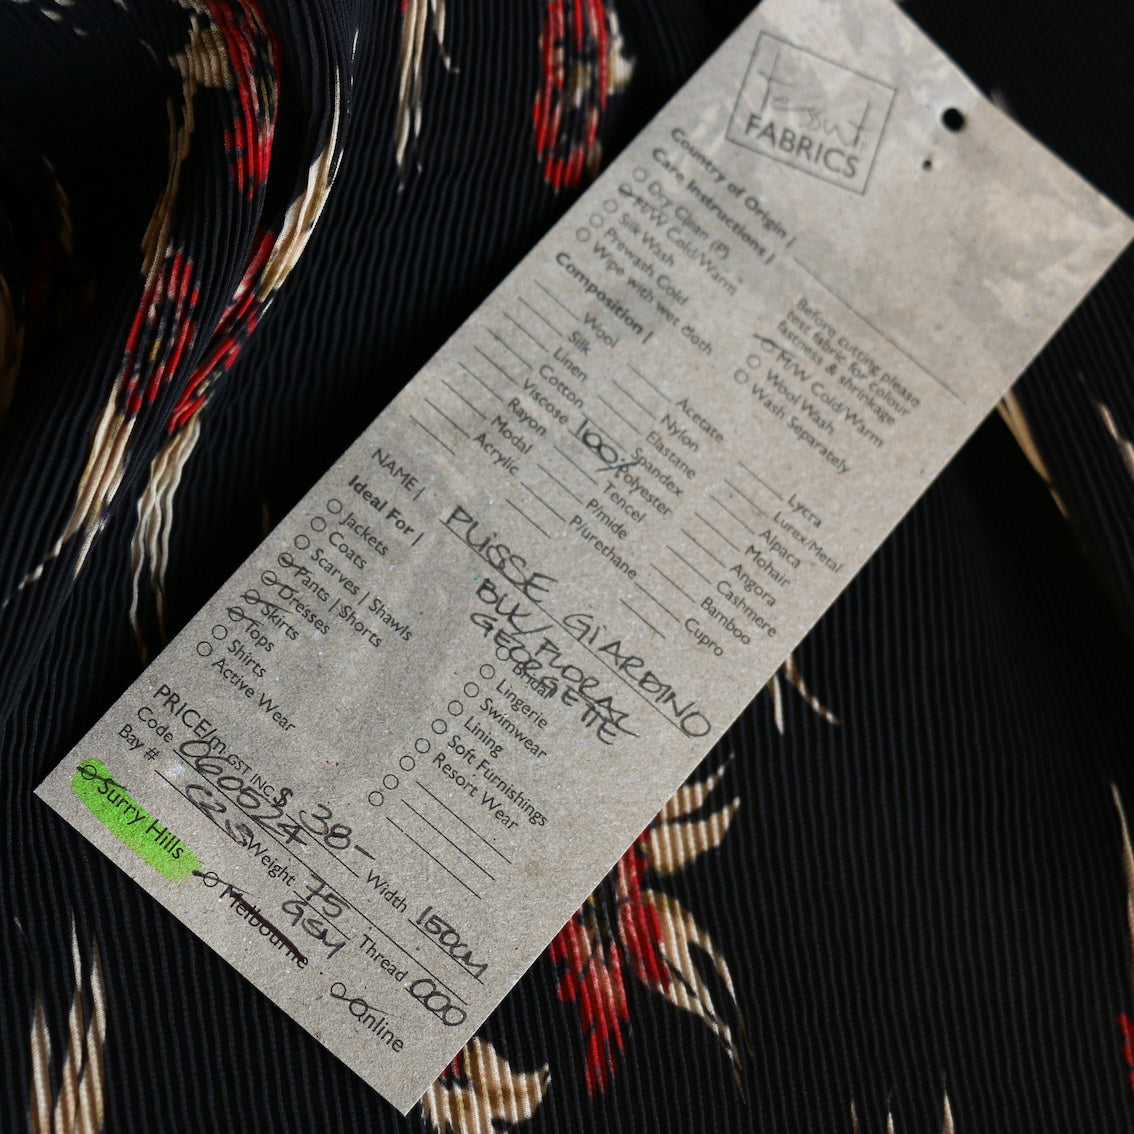 Tessuti
FABRICS
Country of Origin |
Care Instructions |
Dry Clean (P)
M/W Cold/Warm
Silk Wash
Prewash Cold
Wipe with wet cloth
Before cutting please
test fabric for colour
fastness & shrinkage
M/W Cold/Warm
Wool Wash
Wash Separately
Composition |
Wool
Silk
Linen
Cotton
Viscose
Rayon
Modal
Acrylic
Acetate
Nylon
Elastane
Spandex
100% Polyester
Tencel
P/mide
P/urethane
Lycra
Lurex/Metal
Alpaca
Mohair
Angora
Cashmere
Bamboo
Cupro
NAME | PLISSE GIARDINO
BLK/FLORAL
GEORGETTE
Ideal For |
Jackets
Coats
Scarves | Shawls
Pants | Shorts
Dresses
Skirts
Tops
Shirts
Active Wear
Bridal
Lingerie
Swimwear
Lining
Soft Furnishings
Resort Wear
PRICE/m GST INC $ 38- Width 150CM
Code 060524 Weight 75 GSM Thread 000
Bay # C2 S
Surry Hills
Melbourne
Online